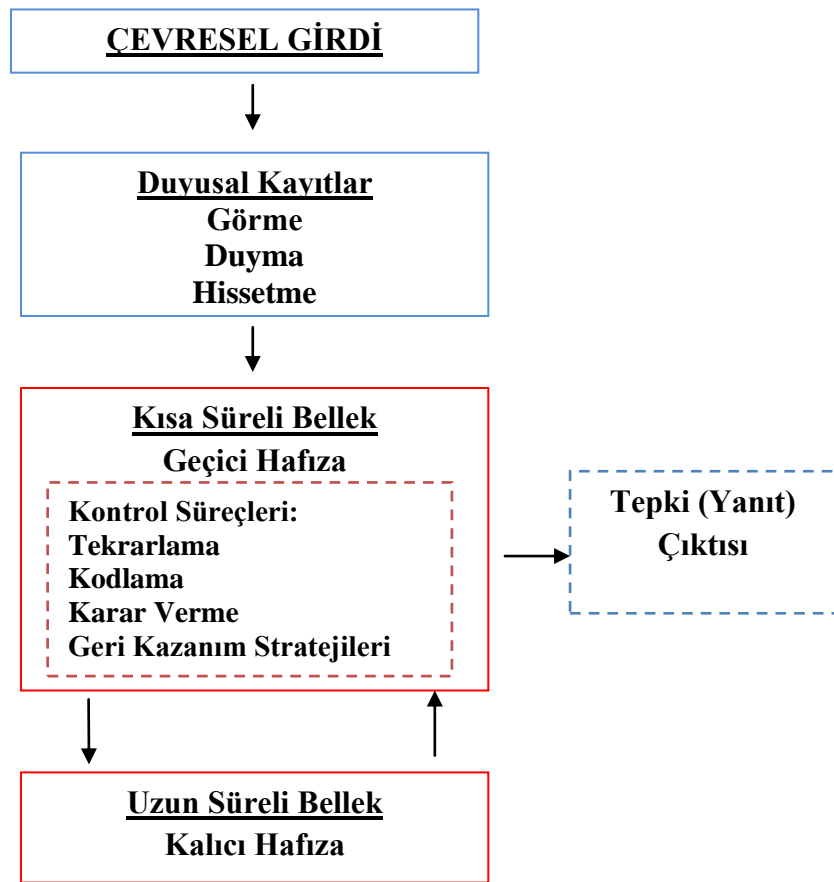 ÇEVRESEL GİRDİ
Duyusal Kayıtlar
Görme
Duyma
Hissetme
Kısa Süreli Bellek
Geçici Hafıza
Kontrol Süreçleri:
Tekrarlama
Kodlama
Karar Verme
Geri Kazanım Stratejileri
Tepki (Yanıt)
Çıktısı
Uzun Süreli Bellek
Kalıcı Hafıza